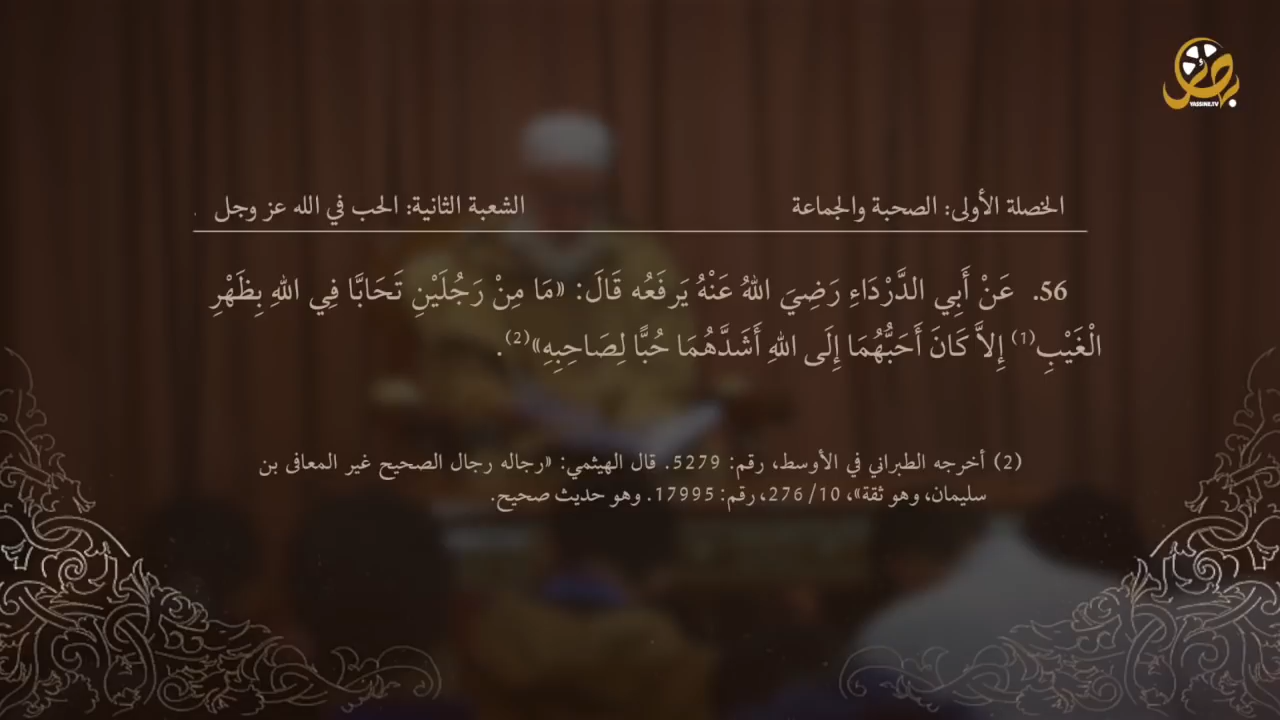 بصائر
YASSINE.TV
الخصلة الأولى: الصحبة والجماعة
الشعبة الثانية: الحب في الله عز وجل .
56. عَنْ أَبِي الدَّرْدَاءِ رَضِيَ اللهُ عَنْهُ يَرفَعُه قَالَ: «مَا مِنْ رَجُلَيْنِ تَحَابَّا فِي اللهِ بِظَهْرِ
الْغَيْبِ(1) إِلاَّ كَانَ أَحَبُّهُمَا إِلَى اللهِ أَشَدَّهُمَا حُبًّا لِصَاحِبِهِ»(2).
(2) أخرجه الطبراني في الأوسط، رقم: 5279. قال الهيثمي: «رجاله رجال الصحيح غير المعافى بن
سليمان، وهو ثقة»، 10/ 276، رقم: 17995. وهو حديث صحيح.